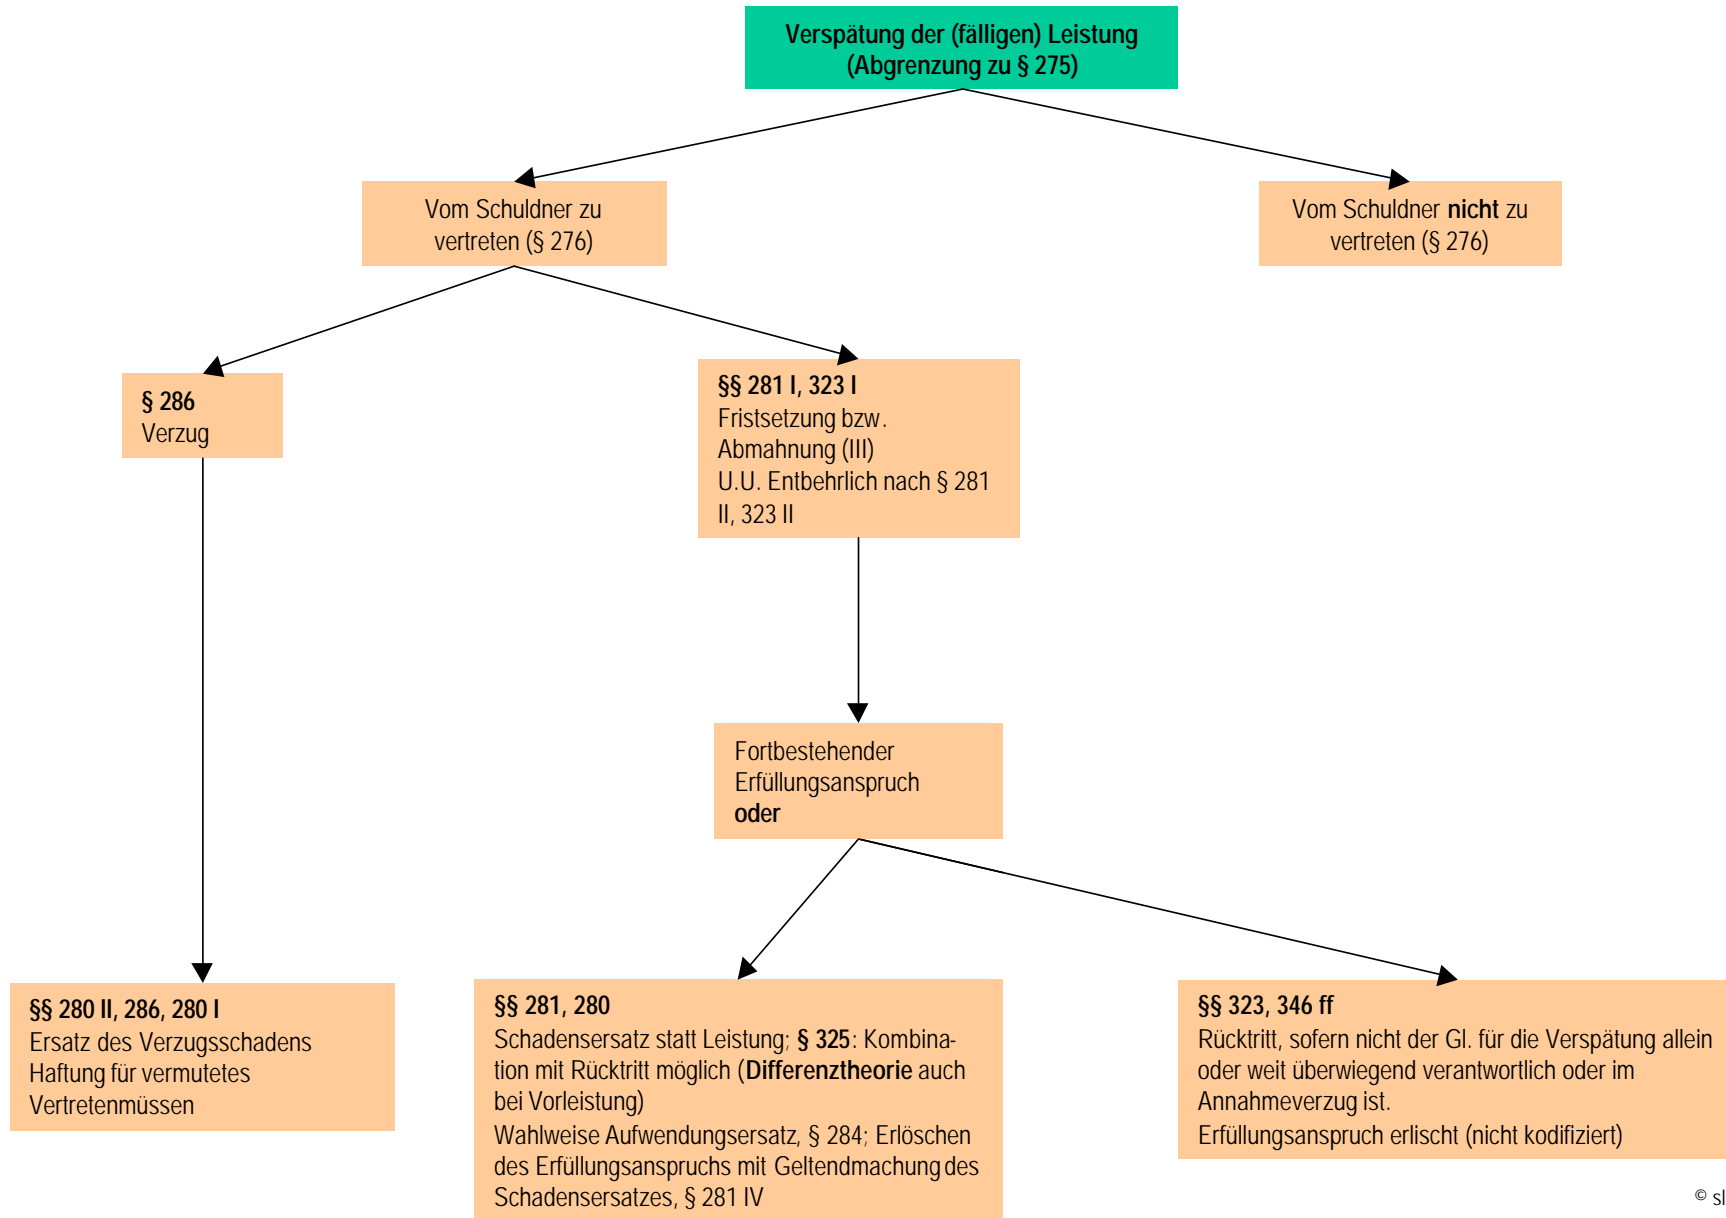 Verspätung der (fälligen) Leistung
(Abgrenzung zu § 275)
Vom Schuldner zu
vertreten (§ 276)
Vom Schuldner nicht zu
vertreten (§ 276)
§ 286
Verzug
§§ 281 I, 323 I
Fristsetzung bzw.
Abmahnung (III)
U.U. Entbehrlich nach § 281
II, 323 II
Fortbestehender
Erfüllungsanspruch
oder
§§ 280 II, 286, 280 I
Ersatz des Verzugsschadens
Haftung für vermutetes
Vertretenmüssen
§§ 281, 280
Schadensersatz statt Leistung; § 325: Kombina-
tion mit Rücktritt möglich (Differenztheorie auch
bei Vorleistung)
Wahlweise Aufwendungsersatz, § 284; Erlöschen
des Erfüllungsanspruchs mit Geltendmachung des
Schadensersatzes, § 281 IV
§§ 323, 346 ff
Rücktritt, sofern nicht der Gl. für die Verspätung allein
oder weit überwiegend verantwortlich oder im
Annahmeverzug ist.
Erfüllungsanspruch erlischt (nicht kodifiziert)
© sl